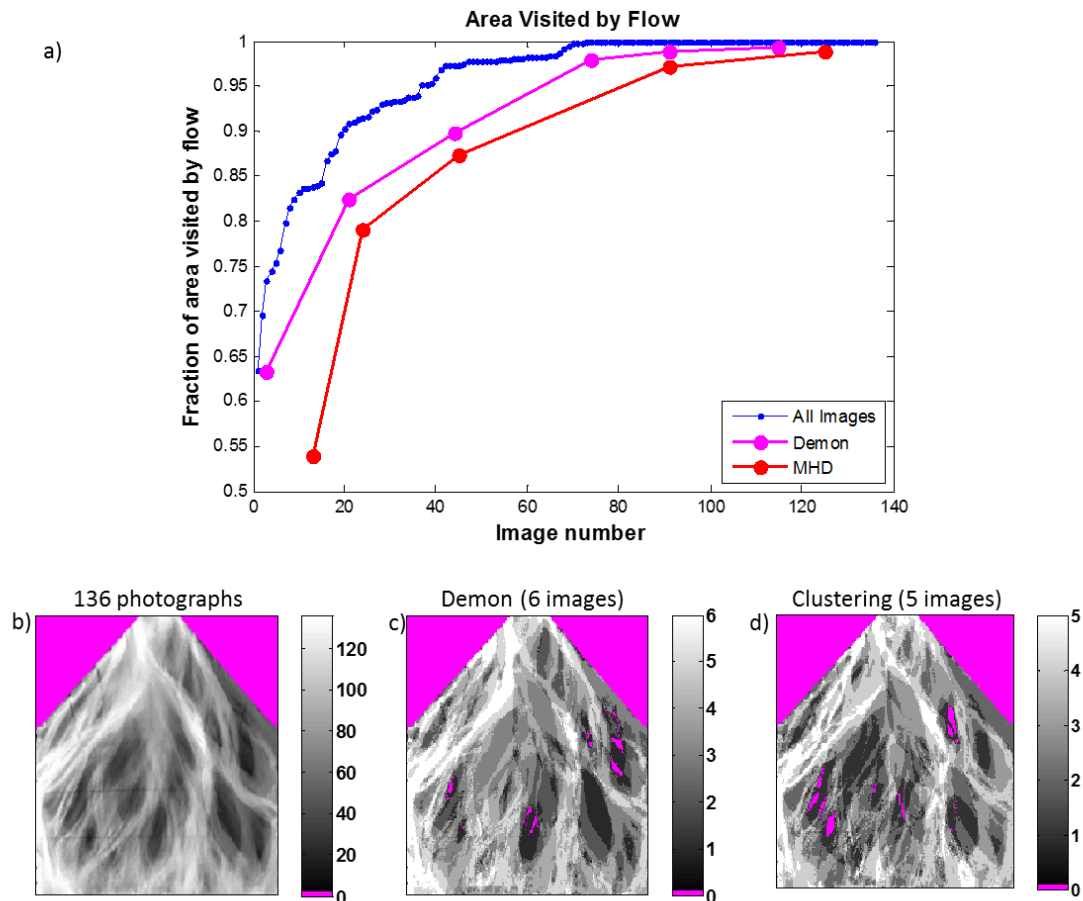 Area Visited by Flow
a)
1
0.95
0.9
0.85
0.8
0.75
0.7
0.65
0.6
0.55
0.5
Fraction of area visited by flow
0 20 40 60 80 100 120 140
Image number
All Images
Demon
MHD
136 photographs
b)
120
100
80
60
40
20
0
Demon (6 images)
c)
6
5
4
3
2
1
0
Clustering (5 images)
d)
5
4
3
2
1
0